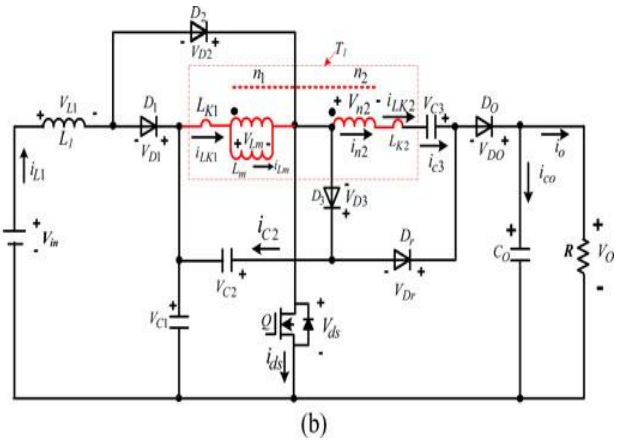 D2
- VD2 +
T1
n1 n2
VL1
+ -
L1
D1
- VD1 +
LK1
iLK1
+ VLm -
Lm
iLm
+ Vn2 -
in2
iLK2
LK2
VC3
+
ic3
DO
- VDO +
io
iL1
+
Vin
-
D3
-
VD3
+
iC2
VC2
+
Dr
- VDr +
ico
+
CO
R
+
VO
-
VC1
+
Q
+
Vds
-
ids
(b)